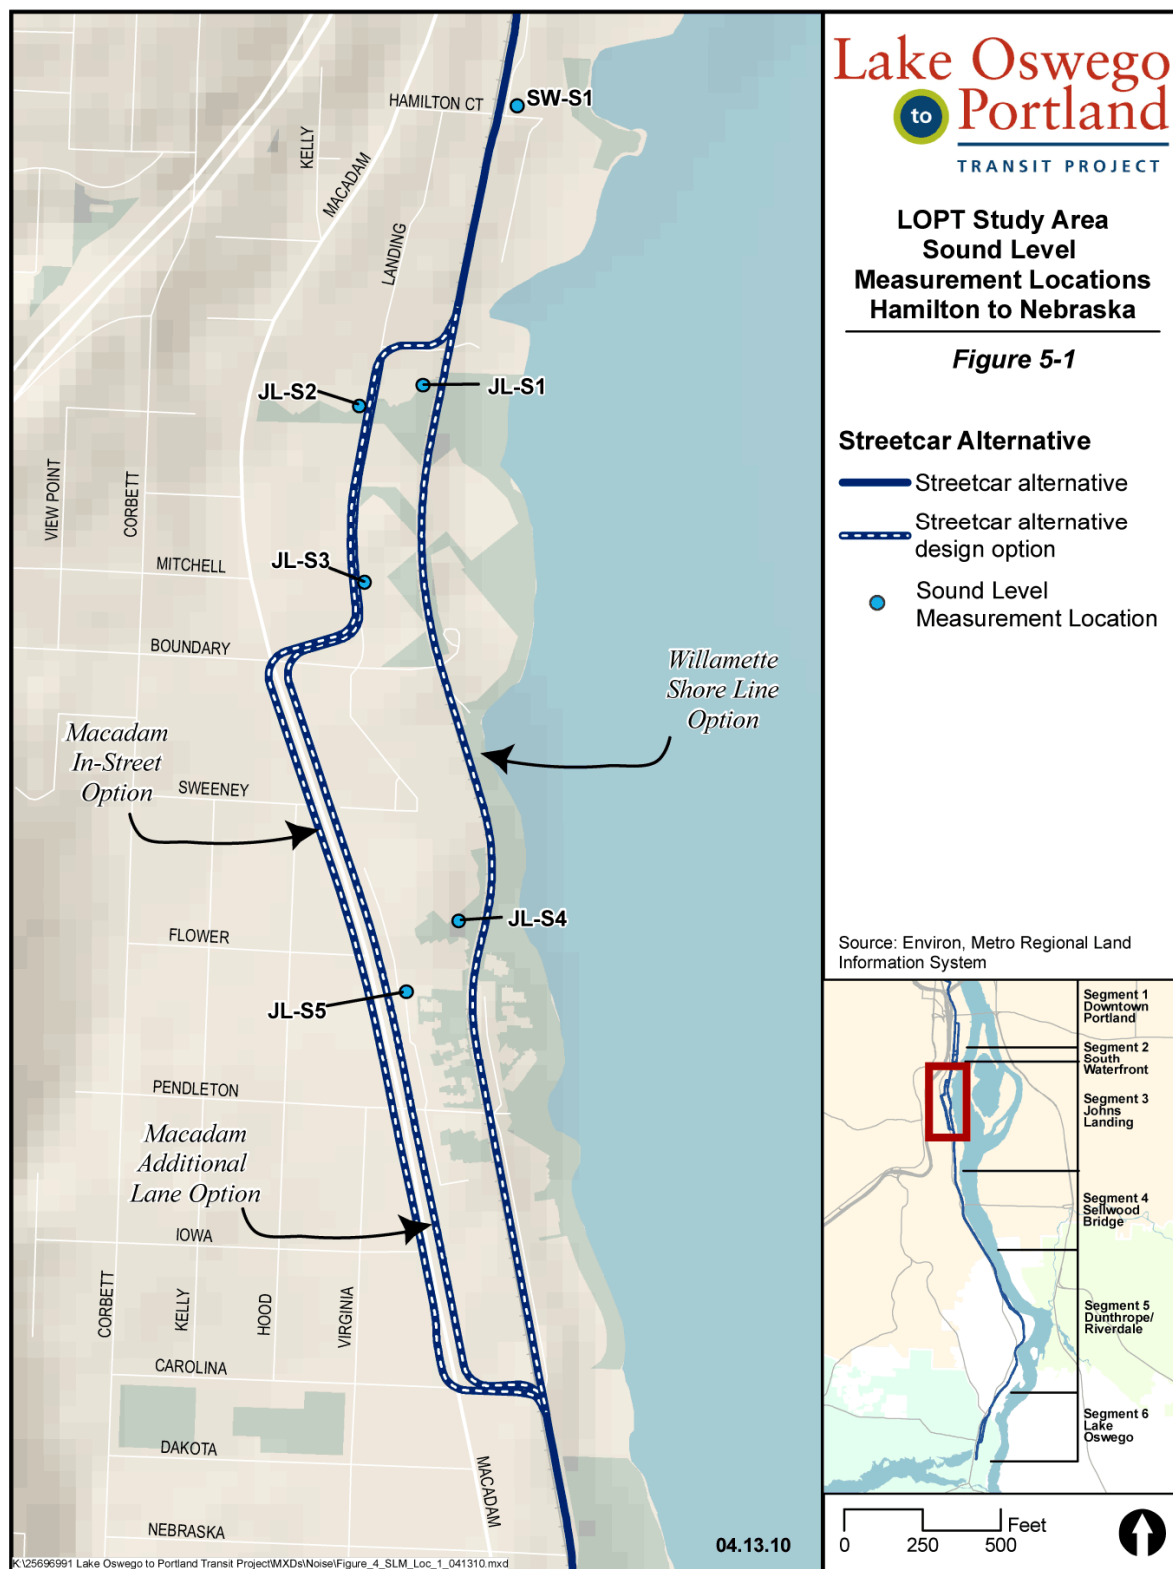 HAMILTON CT
SW-S1
KELLY
MACADAM
LANDING
JL-S1
JL-S2
VIEW POINT
CORBETT
MITCHELL
JL-S3
BOUNDARY
Willamette
Shore Line
Option
Macadam
In-Street
Option
SWEENEY
FLOWER
JL-S4
JL-S5
PENDLETON
Macadam
Additional
Lane Option
IOWA
CORBETT
KELLY
HOOD
VIRGINIA
CAROLINA
DAKOTA
MACADAM
NEBRASKA
04.13.10
K:\25696991 Lake Oswego to Portland Transit Project\MXDs\Noise\Figure_4_SLM_Loc_1_041310.mxd
Lake Oswego
to Portland
TRANSIT PROJECT
LOPT Study Area
Sound Level
Measurement Locations
Hamilton to Nebraska
Figure 5-1
Streetcar Alternative
Streetcar alternative
Streetcar alternative
design option
Sound Level
Measurement Location
Source: Environ, Metro Regional Land
Information System
Segment 1
Downtown
Portland
Segment 2
South
Waterfront
Segment 3
Johns
Landing
Segment 4
Sellwood
Bridge
Segment 5
Dunthrope/
Riverdale
Segment 6
Lake
Oswego
Feet
0 250 500